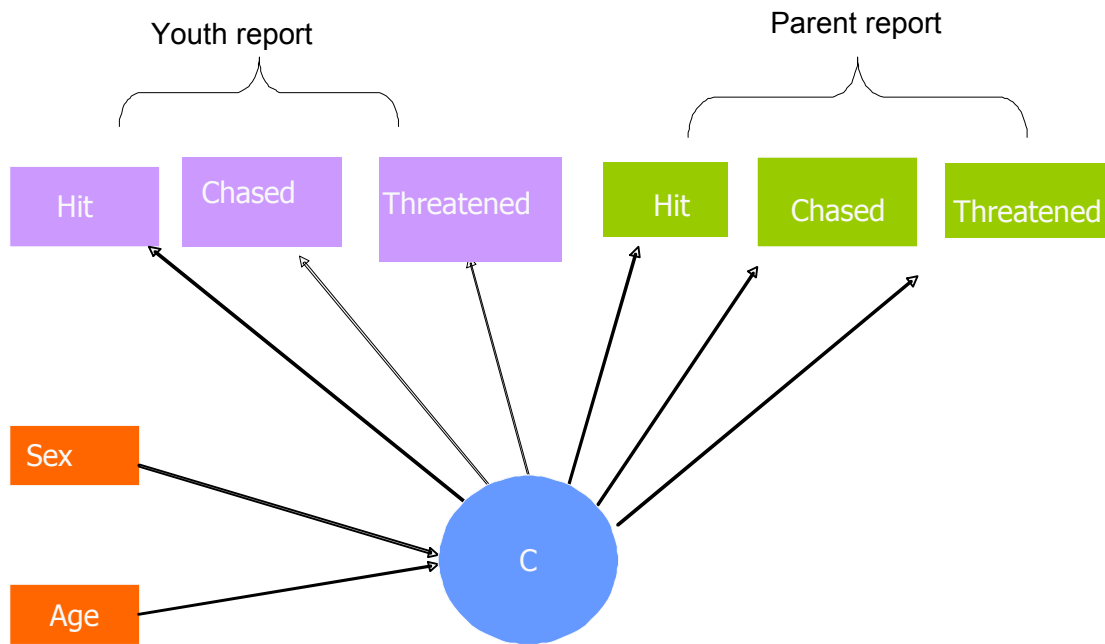 Youth report
Parent report
Hit
Chased
Threatened
Hit
Chased
Threatened
Sex
Age
C